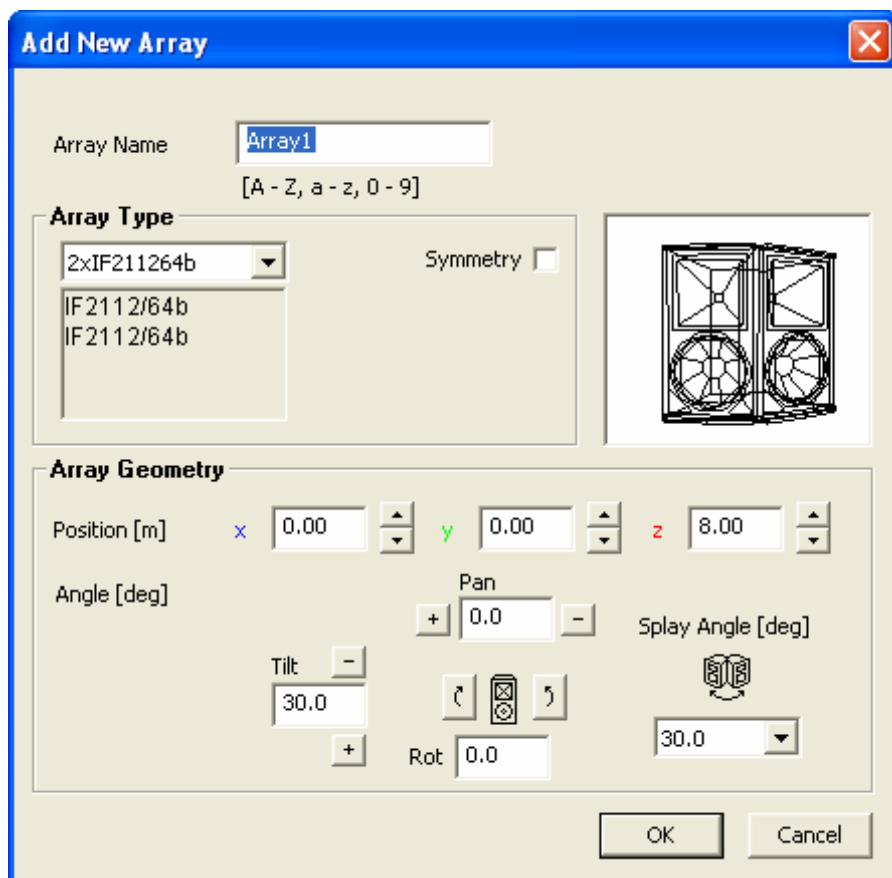 Add New Array
Array Name
Array1
[A - Z, a - z, 0 - 9]
Array Type
2xIF211264b
Symmetry
IF2112/64b
IF2112/64b
Array Geometry
Position [m] x 0.00 y 0.00 z 8.00
Angle [deg]
Pan
+ 0.0 −
Splay Angle [deg]
Tilt −
30.0
+
Rot 0.0
30.0
OK Cancel